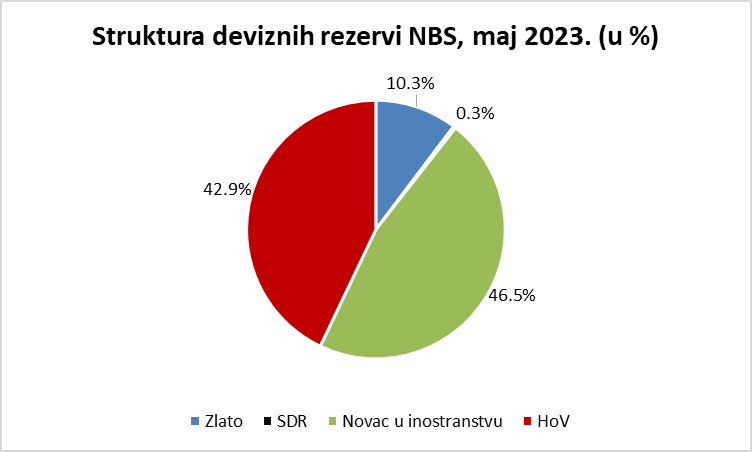 Struktura deviznih rezervi NBS, maj 2023. (u %)
10.3%
0.3%
42.9%
46.5%
Zlato SDR Novac u inostranstvu HoV